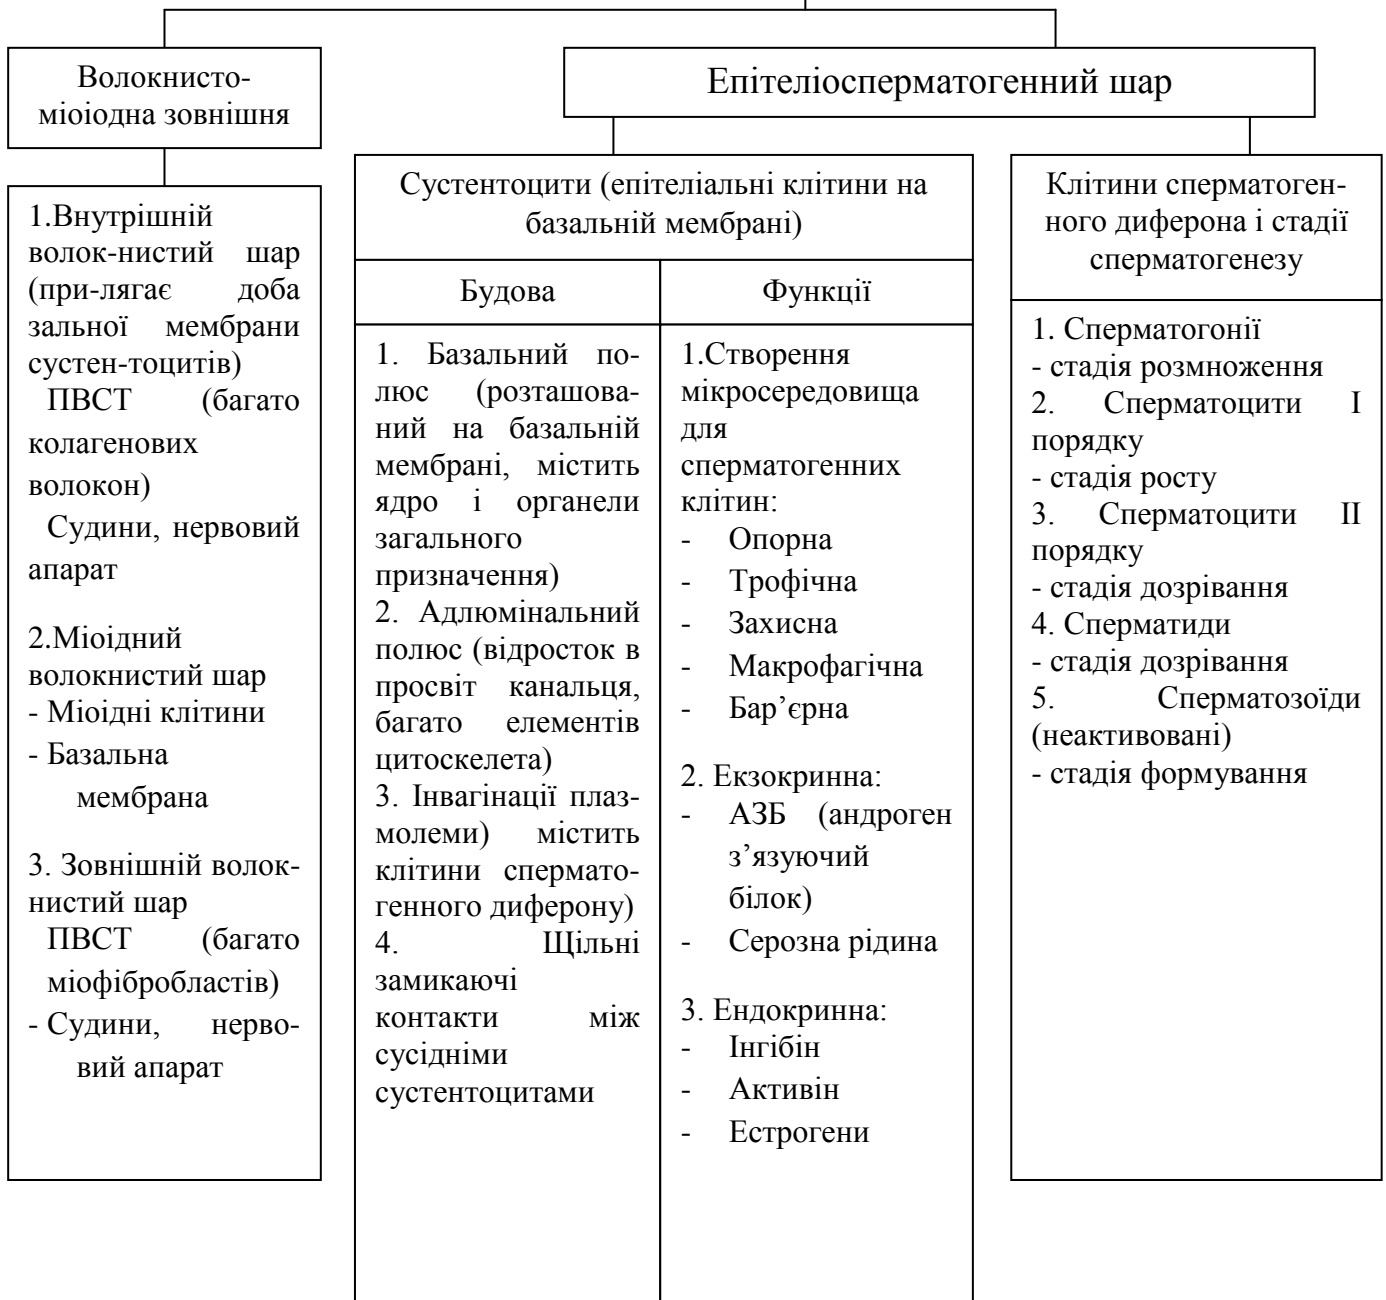 Волокнисто-
міоіодна зовнішня
Епітеліосперматогенний шар
1.Внутрішній
волок-нистий шар
(при-лягає доба
зальної мембрани
сустен-тоцитів)
ПВСТ (багато
колагенових
волокон)
Судини, нервовий
апарат
2.Міоідний
волокнистий шар
- Міоідні клітини
- Базальна
мембрана
3. Зовнішній волок-
нистий шар
ПВСТ (багато
міофібробластів)
- Судини, нерво-
вий апарат
Сустентоцити (епітеліальні клітини на
базальній мембрані)
Будова
1. Базальний по-
люс (розташова-
ний на базальній
мембрані, містить
ядро і органели
загального
призначення)
2. Адлюмінальний
полюс (відросток в
просвіт канальця,
багато елементів
цитоскелета)
3. Інвагінації плаз-
молеми) містить
клітини спермато-
генного диферону)
4. Щільні
замикаючі
контакти між
сусідніми
сустентоцитами
Функції
1.Створення
мікросередовища
для
сперматогенних
клітин:
- Опорна
- Трофічна
- Захисна
- Макрофагічна
- Бар’єрна
2. Екзокринна:
- АЗБ (андроген
з’язуючий
білок)
- Серозна рідина
3. Ендокринна:
- Інгібін
- Активін
- Естрогени
Клітини сперматоген-
ного диферона і стадії
сперматогенезу
1. Сперматогонії
- стадія розмноження
2. Сперматоцити I
порядку
- стадія росту
3. Сперматоцити II
порядку
- стадія дозрівання
4. Сперматиди
- стадія дозрівання
5. Сперматозоїди
(неактивовані)
- стадія формування